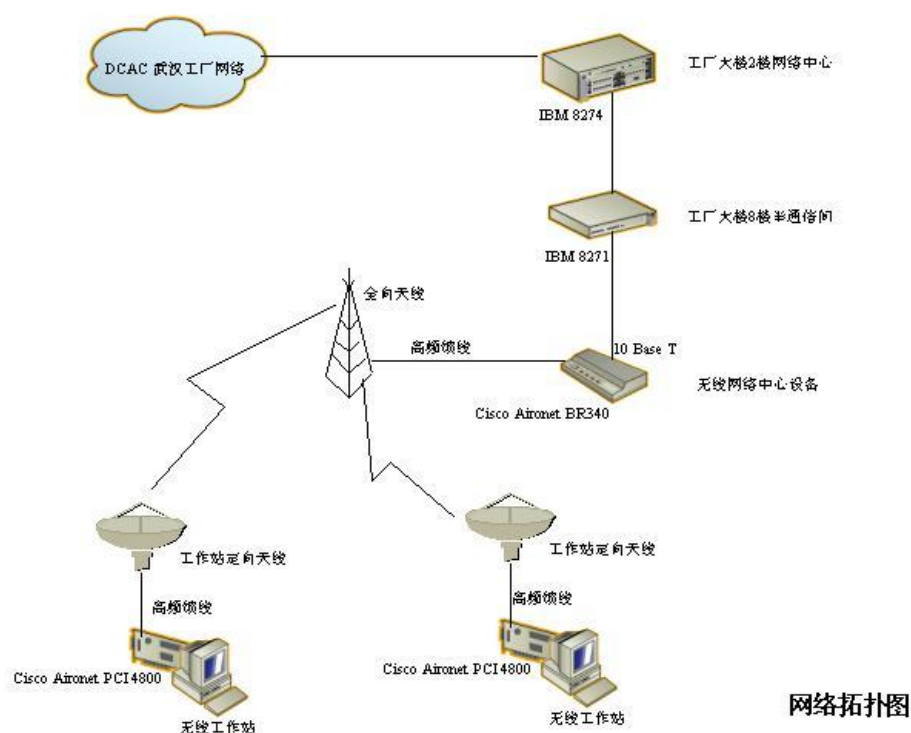 DCAC 武汉工厂网络
工厂大楼2楼网络中心
IBM 8274
工厂大楼8楼半通信间
IBM 8271
全向天线
高频馈线
10 Base T
无线网络中心设备
Cisco Aironet BR340
工作站定向天线
工作站定向天线
高频馈线
高频馈线
Cisco Aironet PCI4800
Cisco Aironet PCI4800
无线工作站
无线工作站
网络拓扑图